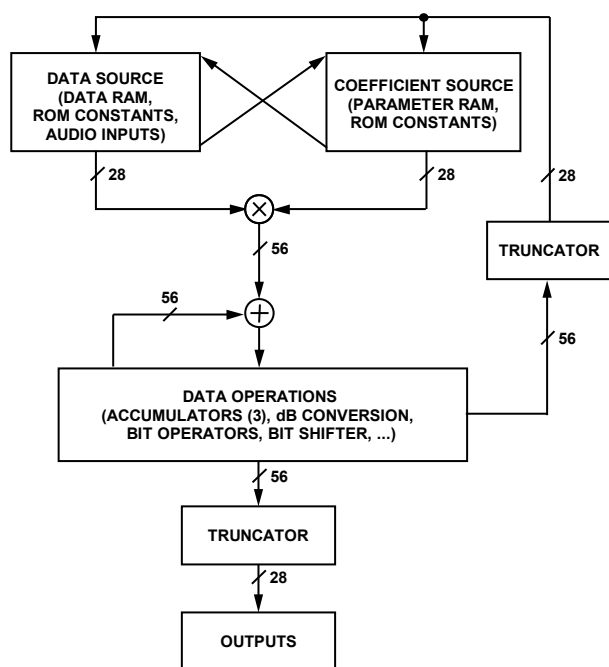 DATA SOURCE
(DATA RAM,
ROM CONSTANTS,
AUDIO INPUTS)
COEFFICIENT SOURCE
(PARAMETER RAM,
ROM CONSTANTS)
28
28
28
TRUNCATOR
56
56
56
DATA OPERATIONS
(ACCUMULATORS (3), dB CONVERSION,
BIT OPERATORS, BIT SHIFTER, ...)
56
TRUNCATOR
28
OUTPUTS